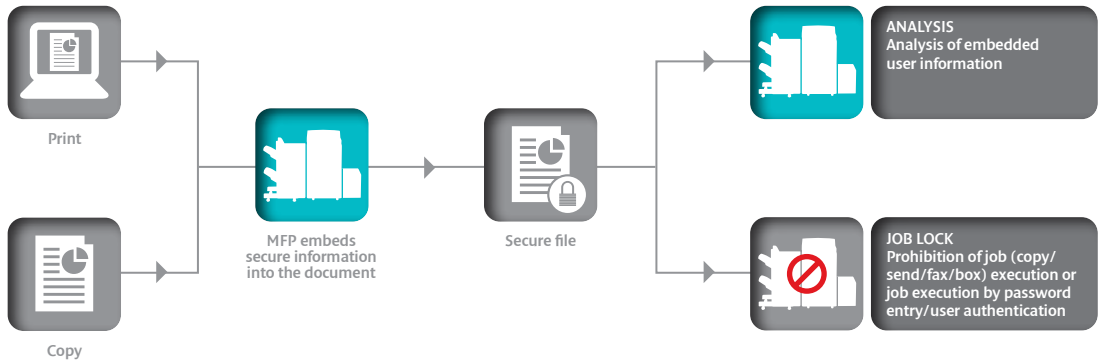 Print
Copy
MFP embeds
secure information
into the document
Secure file
ANALYSIS
Analysis of embedded
user information
JOB LOCK
Prohibition of job (copy/
send/fax/box) execution or
job execution by password
entry/user authentication